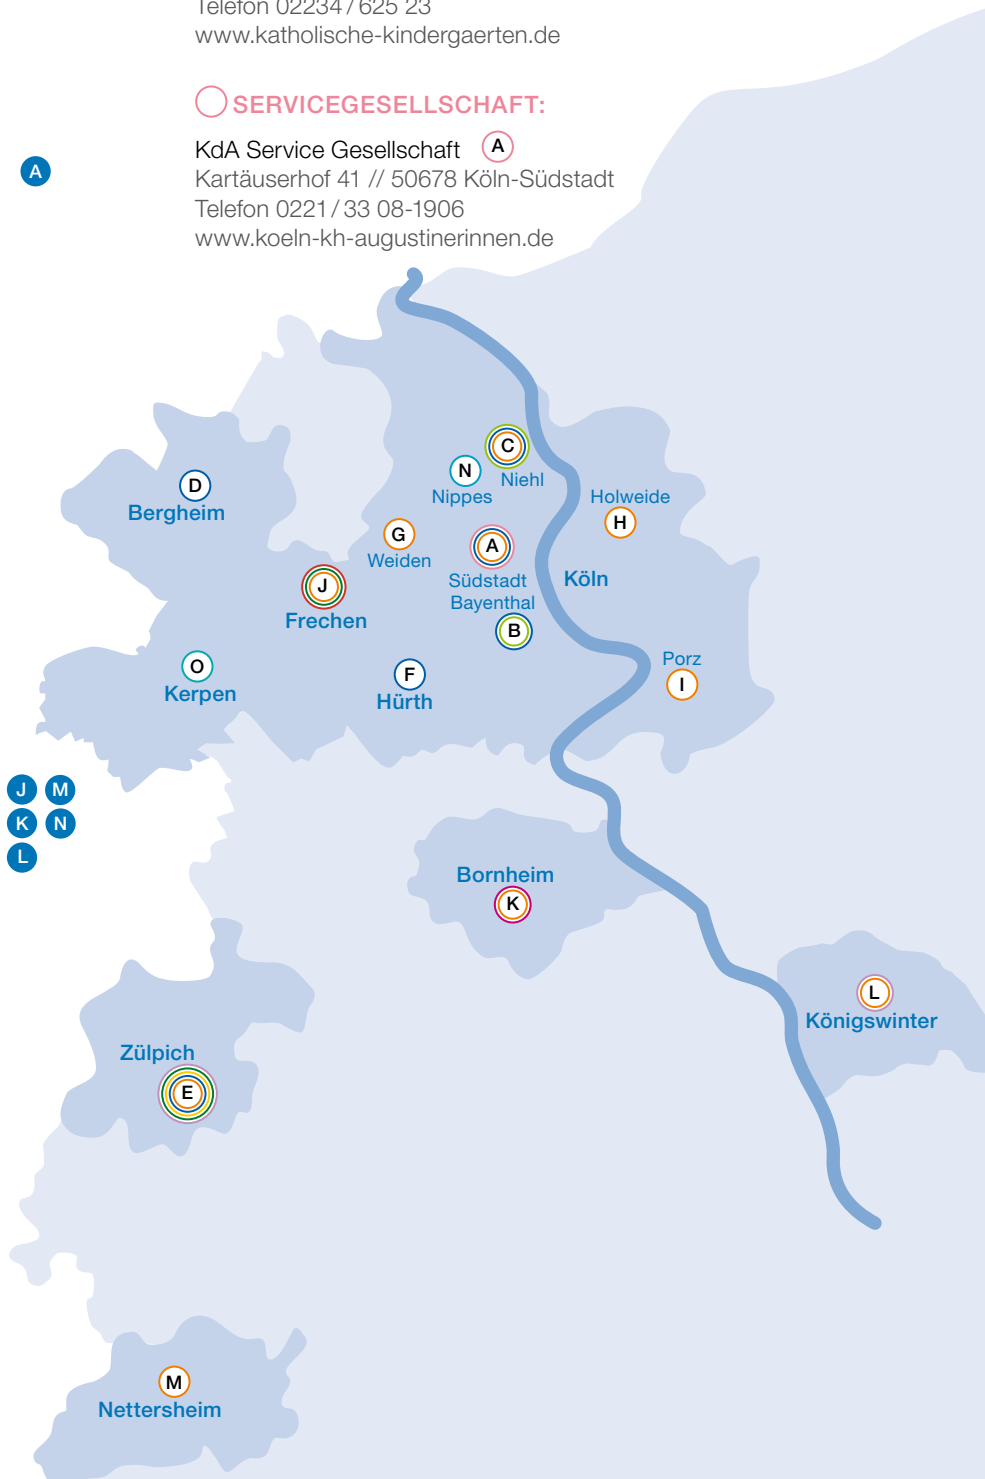 Telefon 02234 / 625 23
www.katholische-kindergaerten.de
SERVICEGESELLSCHAFT:
KdA Service Gesellschaft A
A
Kartäuserhof 41 // 50678 Köln-Südstadt
Telefon 0221 / 33 08-1906
www.koeln-kh-augustinerinnen.de
C
Niehl
N
Nippes
D
Bergheim
Holweide
H
G
Weiden
A
Südstadt
Köln
J
Frechen
Bayenthal
B
O
Kerpen
F
Hürth
Porz
I
J M
K N
L
Bornheim
K
L
Königswinter
Zülpich
E
M
Nettersheim